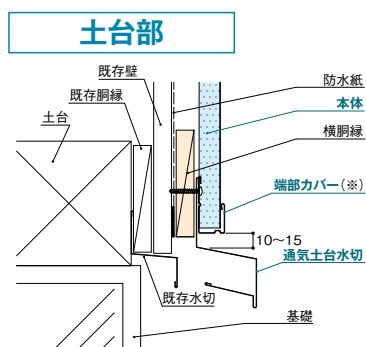 土台部
既存壁
既存胴縁
土台
防水紙
本体
横胴縁
端部カバー(※)
10〜15
通気土台水切
既存水切
基礎